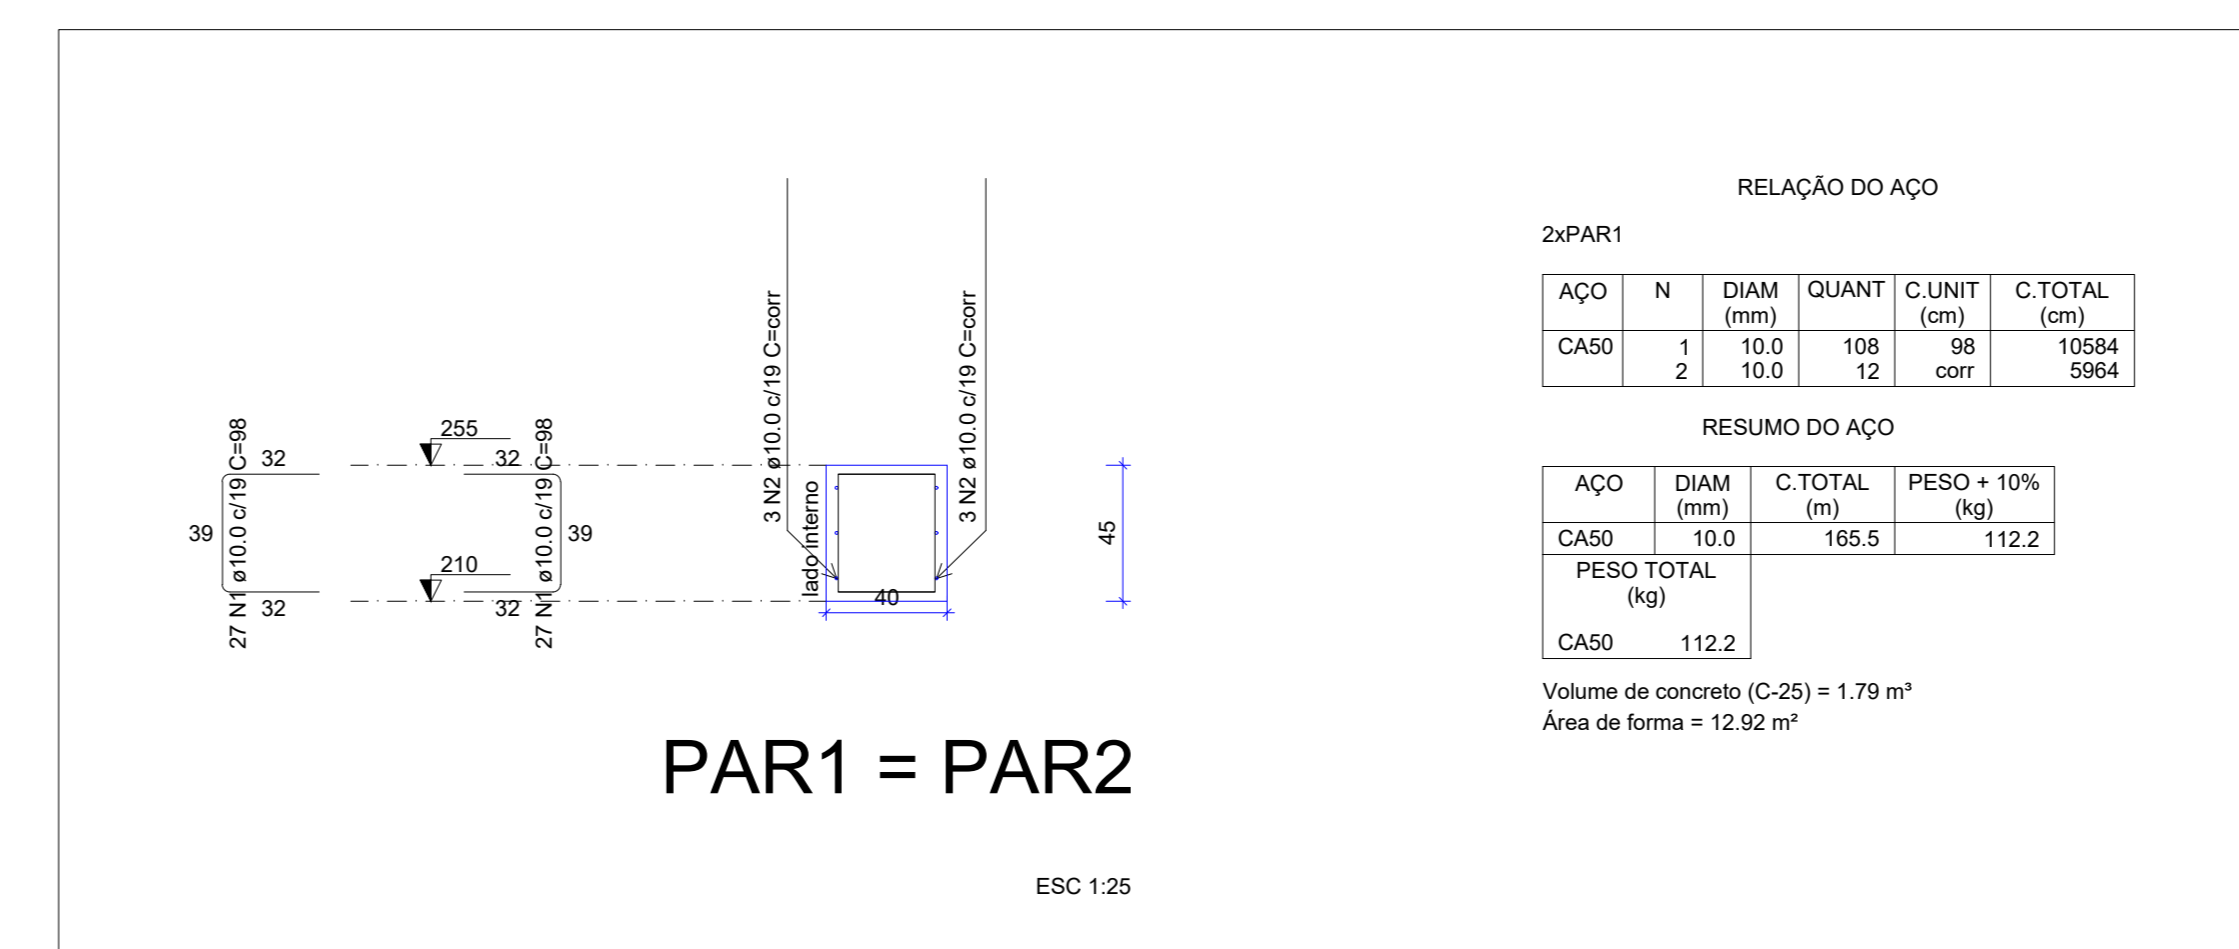 27 N1 ø10.0 c/19 C=98
32
39
32
255
210
32
32
27 N1 ø10.0 c/19 C=98
39
3 N2 ø10.0 c/19 C=corr
lado interno
3 N2 ø10.0 c/19 C=corr
40
45
PAR1 = PAR2
ESC 1:25
RELAÇÃO DO AÇO
2xPAR1
AÇO N DIAM QUANT C.UNIT C.TOTAL
(mm) (cm) (cm)
CA50 1 10.0 108 98 10584
2 10.0 12 corr 5964
RESUMO DO AÇO
AÇO DIAM C.TOTAL PESO + 10%
(mm) (m) (kg)
CA50 10.0 165.5 112.2
PESO TOTAL
(kg)
CA50 112.2
Volume de concreto (C-25) = 1.79 m³
Área de forma = 12.92 m²